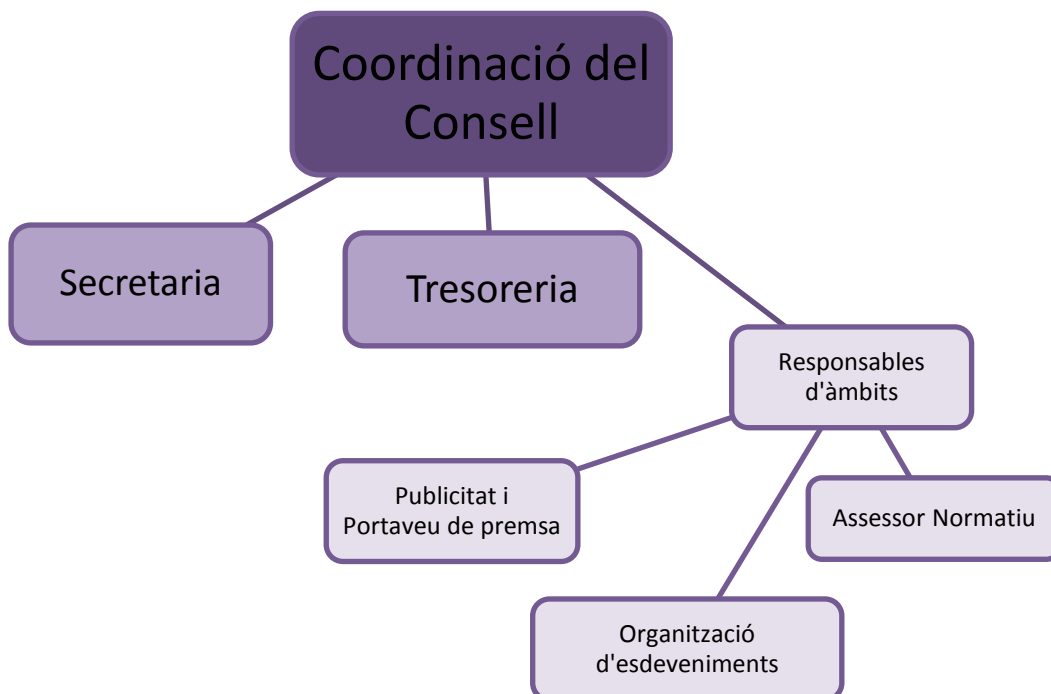 Coordinació del
Consell
Secretaria
Tresoreria
Responsables
d'àmbits
Publicitat i
Portaveu de premsa
Assessor Normatiu
Organització
d'esdeveniments